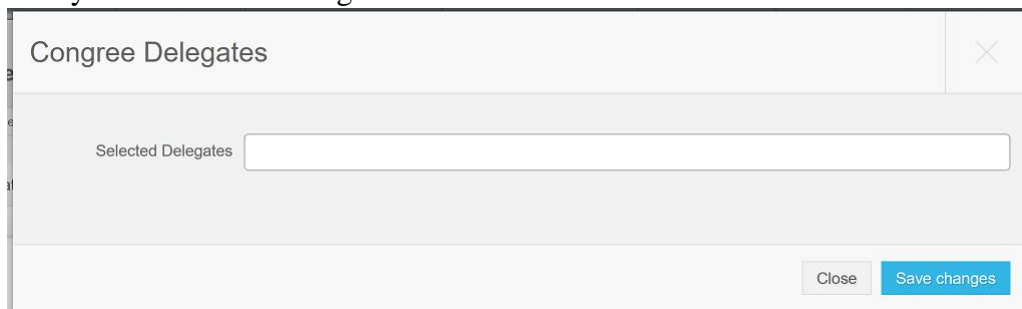 Congree Delegates
Selected Delegates
Close
Save changes